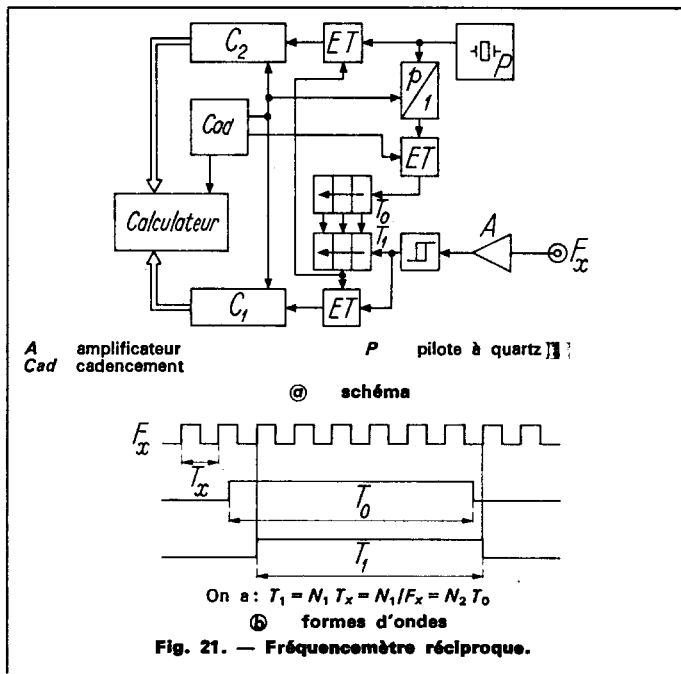 C2 ET P
p/1
Cad ET
T0
Calculateur T1 A Fx
C1 ET
A amplificateur P pilote à quartz
Cad cadencement
ⓐ schéma
Fx
Tx
T0
T1
On a : T1 = N1 Tx = N1/Fx = N2 T0
ⓑ formes d'ondes
Fig. 21. — Fréquencemètre réciproque.